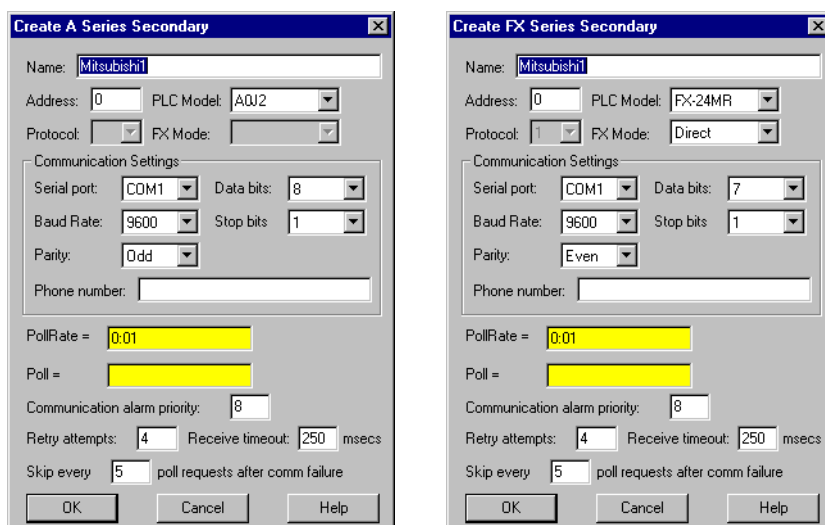 Create A Series Secondary
Name: Mitsubishi1
Address: 0 PLC Model: A0J2
Protocol: FX Mode:
Communication Settings
Serial port: COM1 Data bits: 8
Baud Rate: 9600 Stop bits 1
Parity: Odd
Phone number:
PollRate = 0:01
Poll =
Communication alarm priority: 8
Retry attempts: 4 Receive timeout: 250 msecs
Skip every 5 poll requests after comm failure
OK Cancel Help
Create FX Series Secondary
Name: Mitsubishi1
Address: 0 PLC Model: FX-24MR
Protocol: 1 FX Mode: Direct
Communication Settings
Serial port: COM1 Data bits: 7
Baud Rate: 9600 Stop bits 1
Parity: Even
Phone number:
PollRate = 0:01
Poll =
Communication alarm priority: 8
Retry attempts: 4 Receive timeout: 250 msecs
Skip every 5 poll requests after comm failure
OK Cancel Help